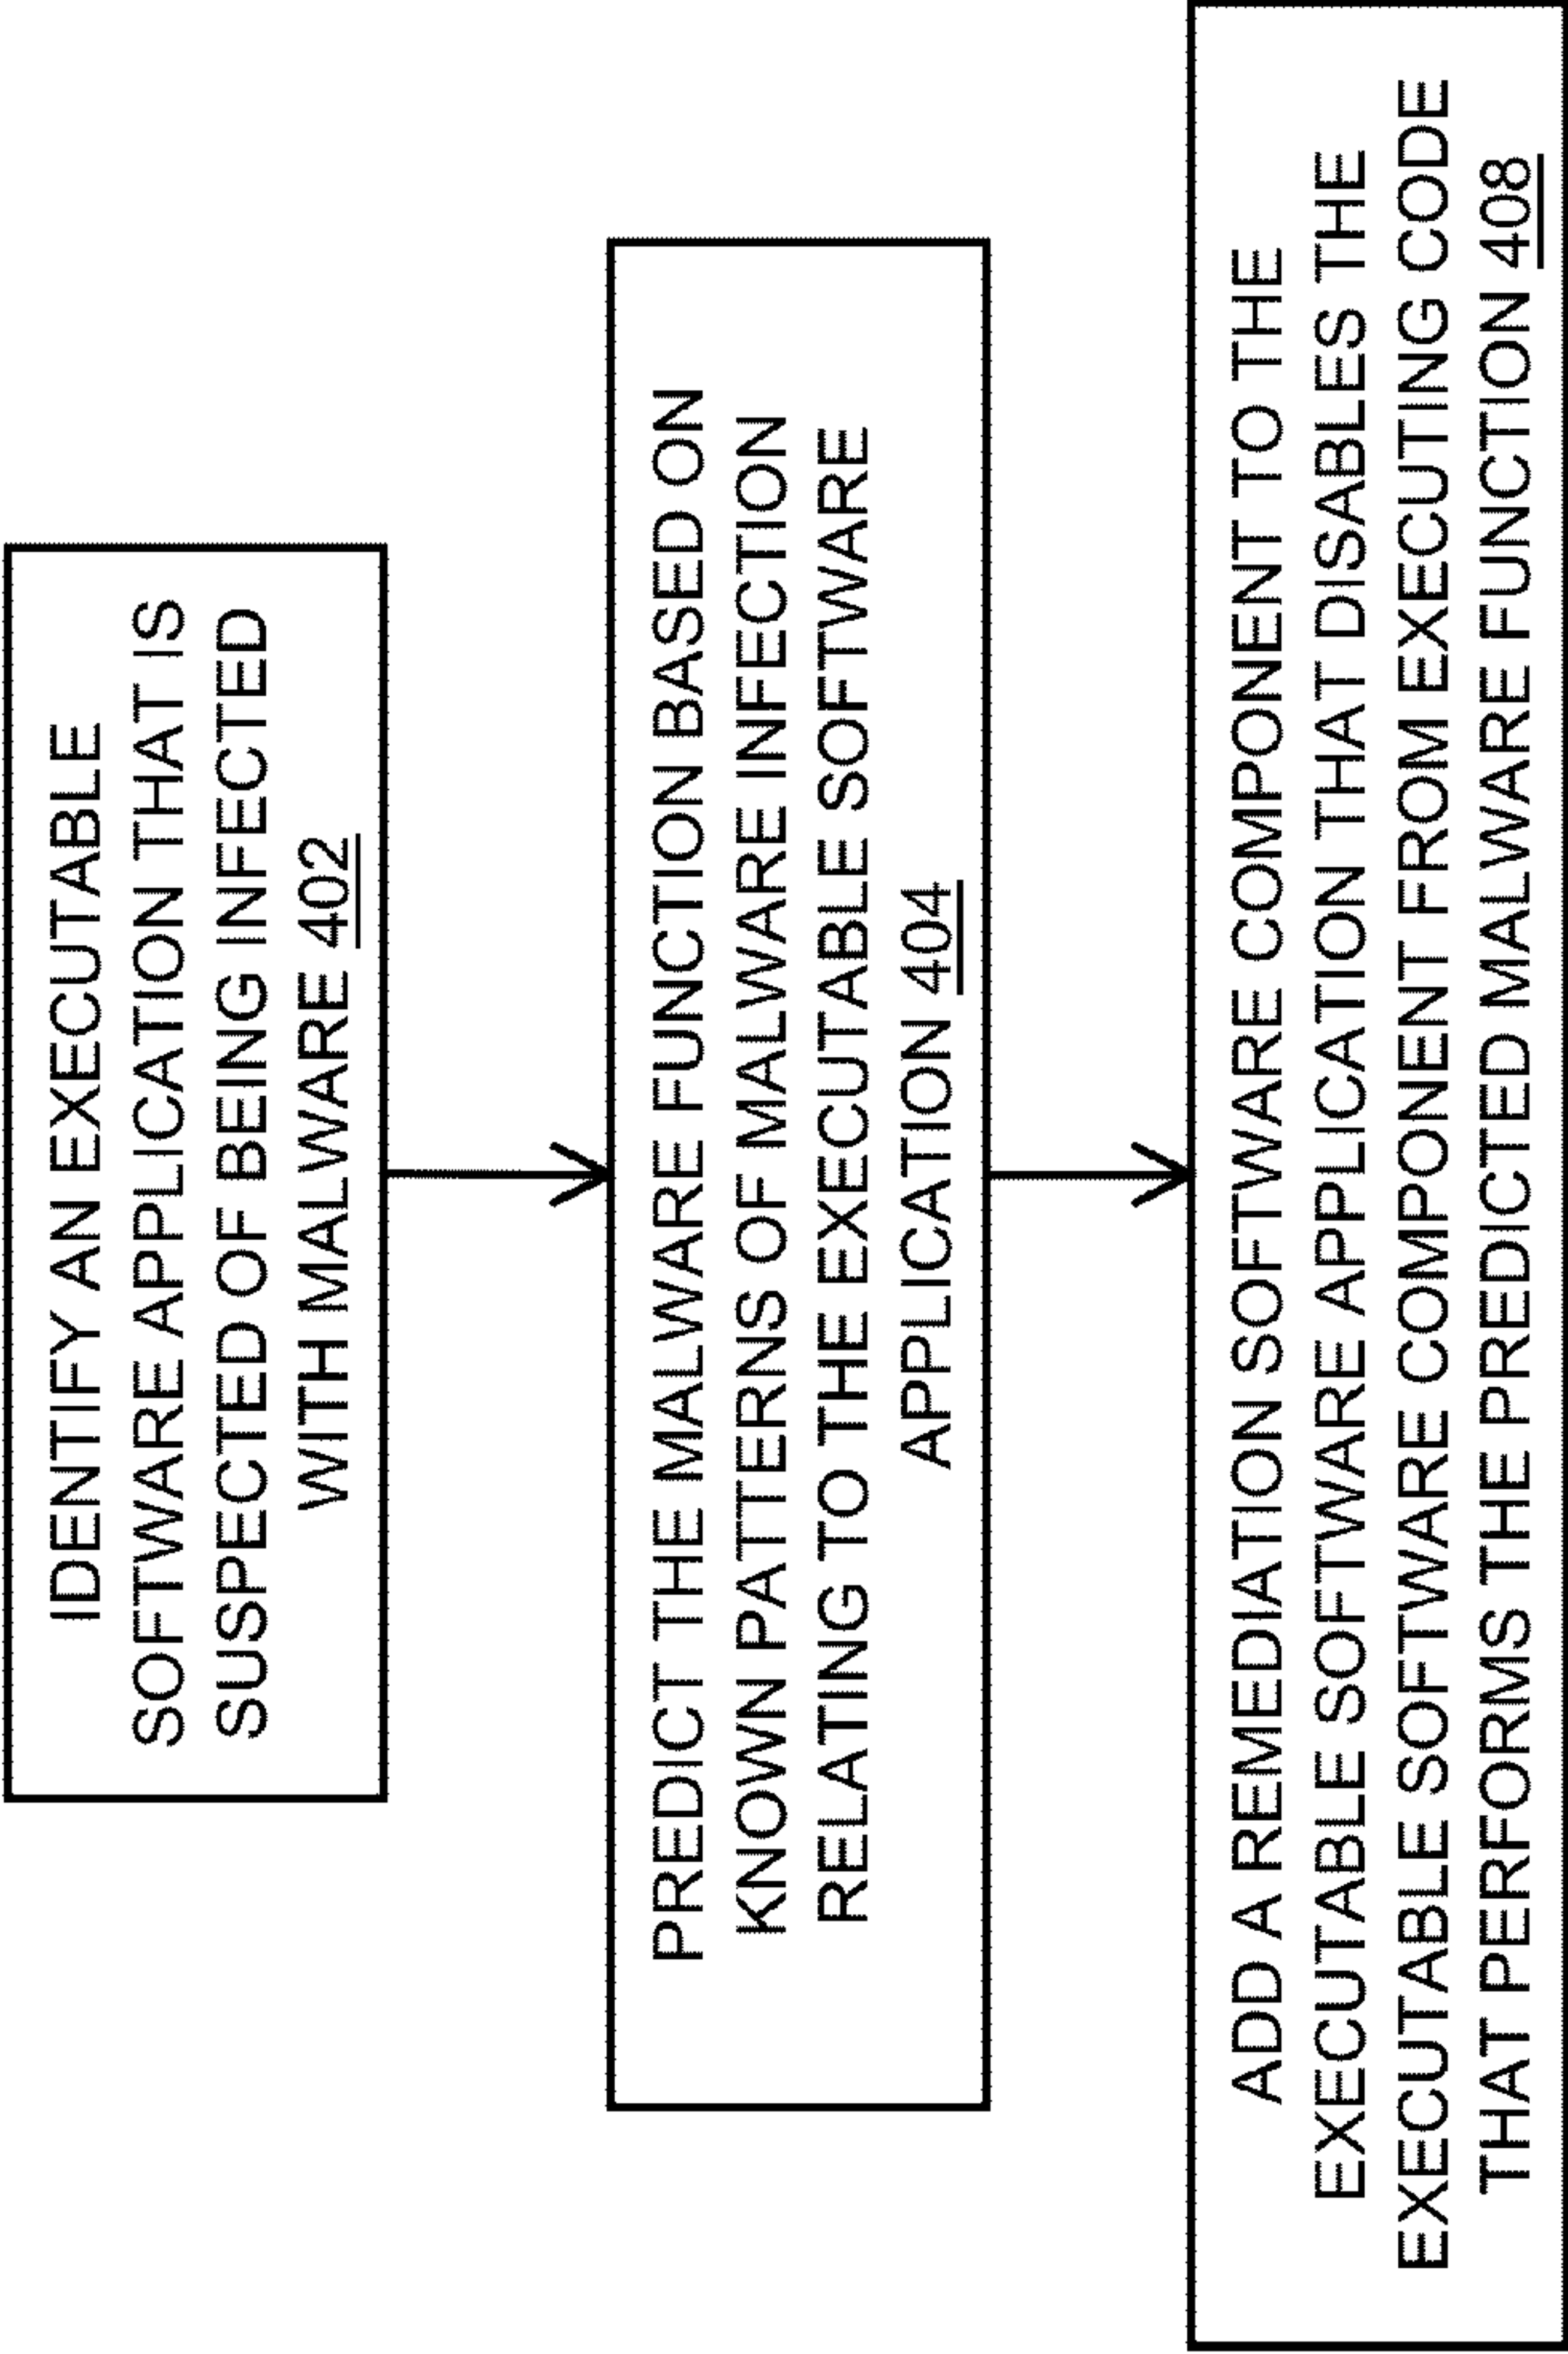 IDENTIFY AN EXECUTABLE
SOFTWARE APPLICATION THAT IS
SUSPECTED OF BEING INFECTED
WITH MALWARE 402
PREDICT THE MALWARE FUNCTION BASED ON
KNOWN PATTERNS OF MALWARE INFECTION
RELATING TO THE EXECUTABLE SOFTWARE
APPLICATION 404
ADD A REMEDIATION SOFTWARE COMPONENT TO THE
EXECUTABLE SOFTWARE APPLICATION THAT DISABLES THE
EXECUTABLE SOFTWARE COMPONENT FROM EXECUTING CODE
THAT PERFORMS THE PREDICTED MALWARE FUNCTION 408